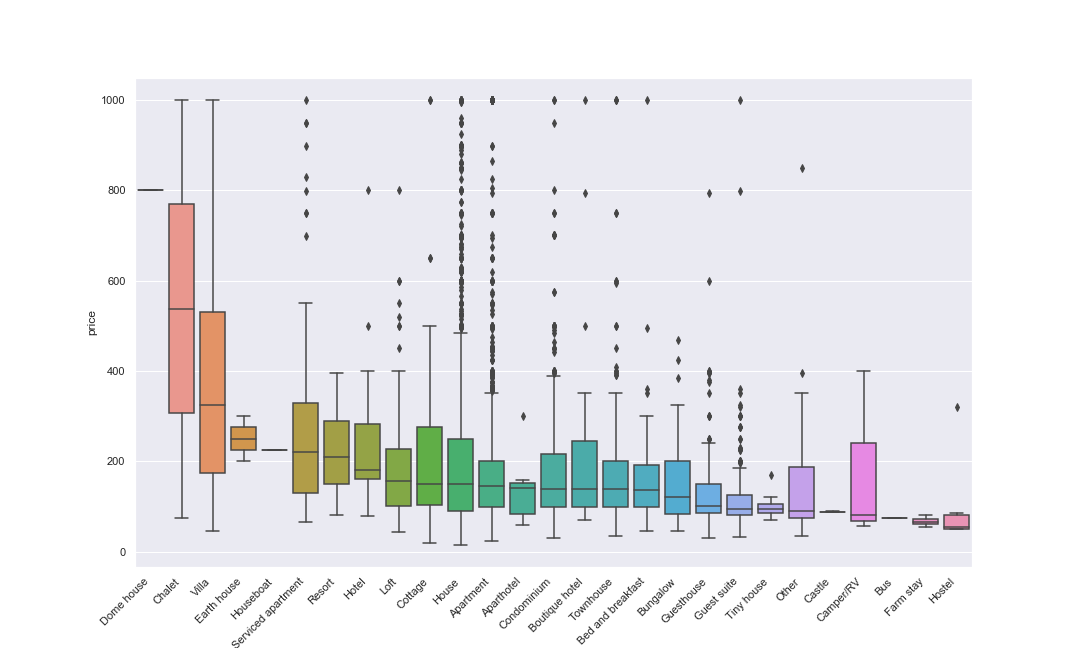 1000
800
600
400
200
0
price
Dome house
Chalet
Villa
Earth house
Houseboat
Serviced apartment
Resort
Hotel
Loft
Cottage
House
Apartment
Aparthotel
Condominium
Boutique hotel
Townhouse
Bed and breakfast
Bungalow
Guesthouse
Guest suite
Tiny house
Other
Castle
Camper/RV
Bus
Farm stay
Hostel